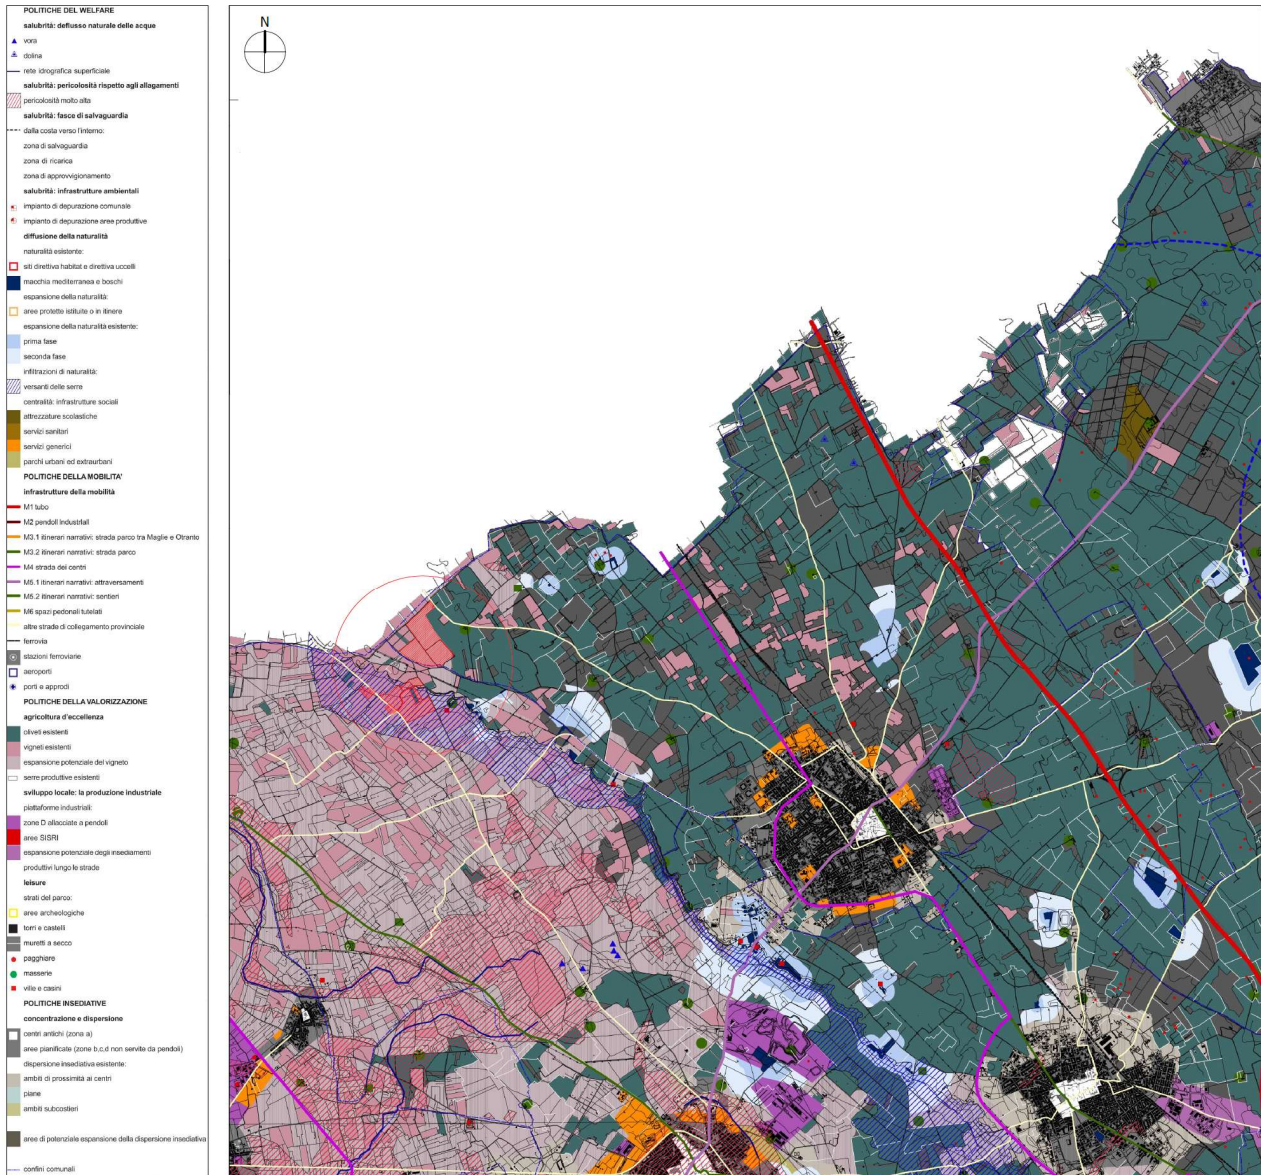 POLITICHE DEL WELFARE
salubrità: deflusso naturale delle acque
vora
dolina
rete idrografica superficiale
salubrità: pericolosità rispetto agli allagamenti
pericolosità molto alta
salubrità: fasce di salvaguardia
dalla costa verso l'interno:
zona di salvaguardia
zona di ricarica
zona di approvvigionamento
salubrità: infrastrutture ambientali
impianto di depurazione comunale
impianto di depurazione aree produttive
diffusione della naturalità
naturalità esistente:
siti direttiva habitat e direttiva uccelli
macchia mediterranea e boschi
espansione della naturalità:
aree protette istituite o in itinere
espansione della naturalità esistente:
prima fase
seconda fase
infiltrazioni di naturalità:
versanti delle serre
centralità: infrastrutture sociali
attrezzature scolastiche
servizi sanitari
servizi generici
parchi urbani ed extraurbani
POLITICHE DELLA MOBILITA'
infrastrutture della mobilità
M1 tubo
M2 pendoli industriali
M3.1 itinerari narrativi: strada parco tra Maglie e Otranto
M3.2 itinerari narrativi: strada parco
M4 strada dei centri
M5.1 itinerari narrativi: attraversamenti
M5.2 itinerari narrativi: sentieri
M6 spazi pedonali tutelati
altre strade di collegamento provinciale
ferrovia
stazioni ferroviarie
aeroporti
porti e approdi
POLITICHE DELLA VALORIZZAZIONE
agricoltura d'eccellenza
oliveti esistenti
vigneti esistenti
espansione potenziale del vigneto
serre produttive esistenti
sviluppo locale: la produzione industriale
piattaforme industriali:
zone D allacciate a pendoli
aree SISRI
espansione potenziale degli insediamenti
produttivi lungo le strade
leisure
strati del parco:
aree archeologiche
torri e castelli
muretti a secco
pagghiare
masserie
ville e casini
POLITICHE INSEDIATIVE
concentrazione e dispersione
centri antichi (zona a)
aree pianificate (zone b,c,d non servite da pendoli)
dispersione insediativa esistente:
ambiti di prossimità ai centri
piane
ambiti subcostieri
aree di potenziale espansione della dispersione insediativa
confini comunali
N